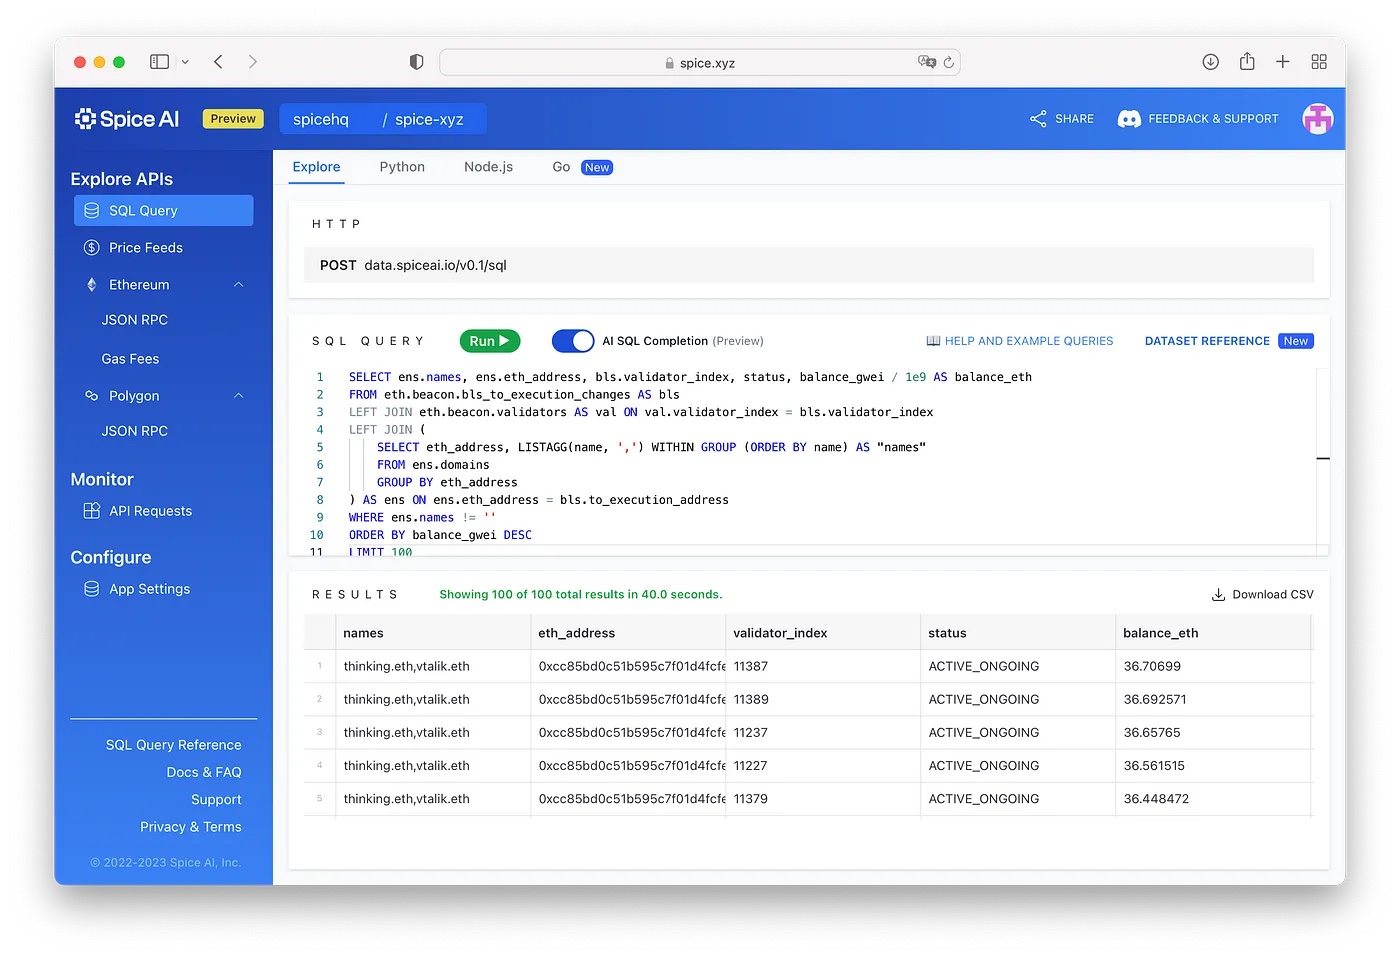 spice.xyz
Spice AI Preview spicehq / spice-xyz SHARE FEEDBACK & SUPPORT
Explore APIs
SQL Query
Price Feeds
Ethereum
JSON RPC
Gas Fees
Polygon
JSON RPC
Monitor
API Requests
Configure
App Settings
SQL Query Reference
Docs & FAQ
Support
Privacy & Terms
© 2022-2023 Spice AI, Inc.
Explore Python Node.js Go New
HTTP
POST data.spiceai.io/v0.1/sql
SQL QUERY Run AI SQL Completion (Preview) HELP AND EXAMPLE QUERIES DATASET REFERENCE New
1 SELECT ens.names, ens.eth_address, bls.validator_index, status, balance_gwei / 1e9 AS balance_eth
2 FROM eth.beacon.bls_to_execution_changes AS bls
3 LEFT JOIN eth.beacon.validators AS val ON val.validator_index = bls.validator_index
4 LEFT JOIN (
5 SELECT eth_address, LISTAGG(name, ',') WITHIN GROUP (ORDER BY name) AS "names"
6 FROM ens.domains
7 GROUP BY eth_address
8 ) AS ens ON ens.eth_address = bls.to_execution_address
9 WHERE ens.names != ''
10 ORDER BY balance_gwei DESC
11 LIMIT 100
RESULTS Showing 100 of 100 total results in 40.0 seconds. Download CSV
names eth_address validator_index status balance_eth
1 thinking.eth,vtalik.eth 0xcc85bd0c51b595c7f01d4fcfe 11387 ACTIVE_ONGOING 36.70699
2 thinking.eth,vtalik.eth 0xcc85bd0c51b595c7f01d4fcfe 11389 ACTIVE_ONGOING 36.692571
3 thinking.eth,vtalik.eth 0xcc85bd0c51b595c7f01d4fcfe 11237 ACTIVE_ONGOING 36.65765
4 thinking.eth,vtalik.eth 0xcc85bd0c51b595c7f01d4fcfe 11227 ACTIVE_ONGOING 36.561515
5 thinking.eth,vtalik.eth 0xcc85bd0c51b595c7f01d4fcfe 11379 ACTIVE_ONGOING 36.448472